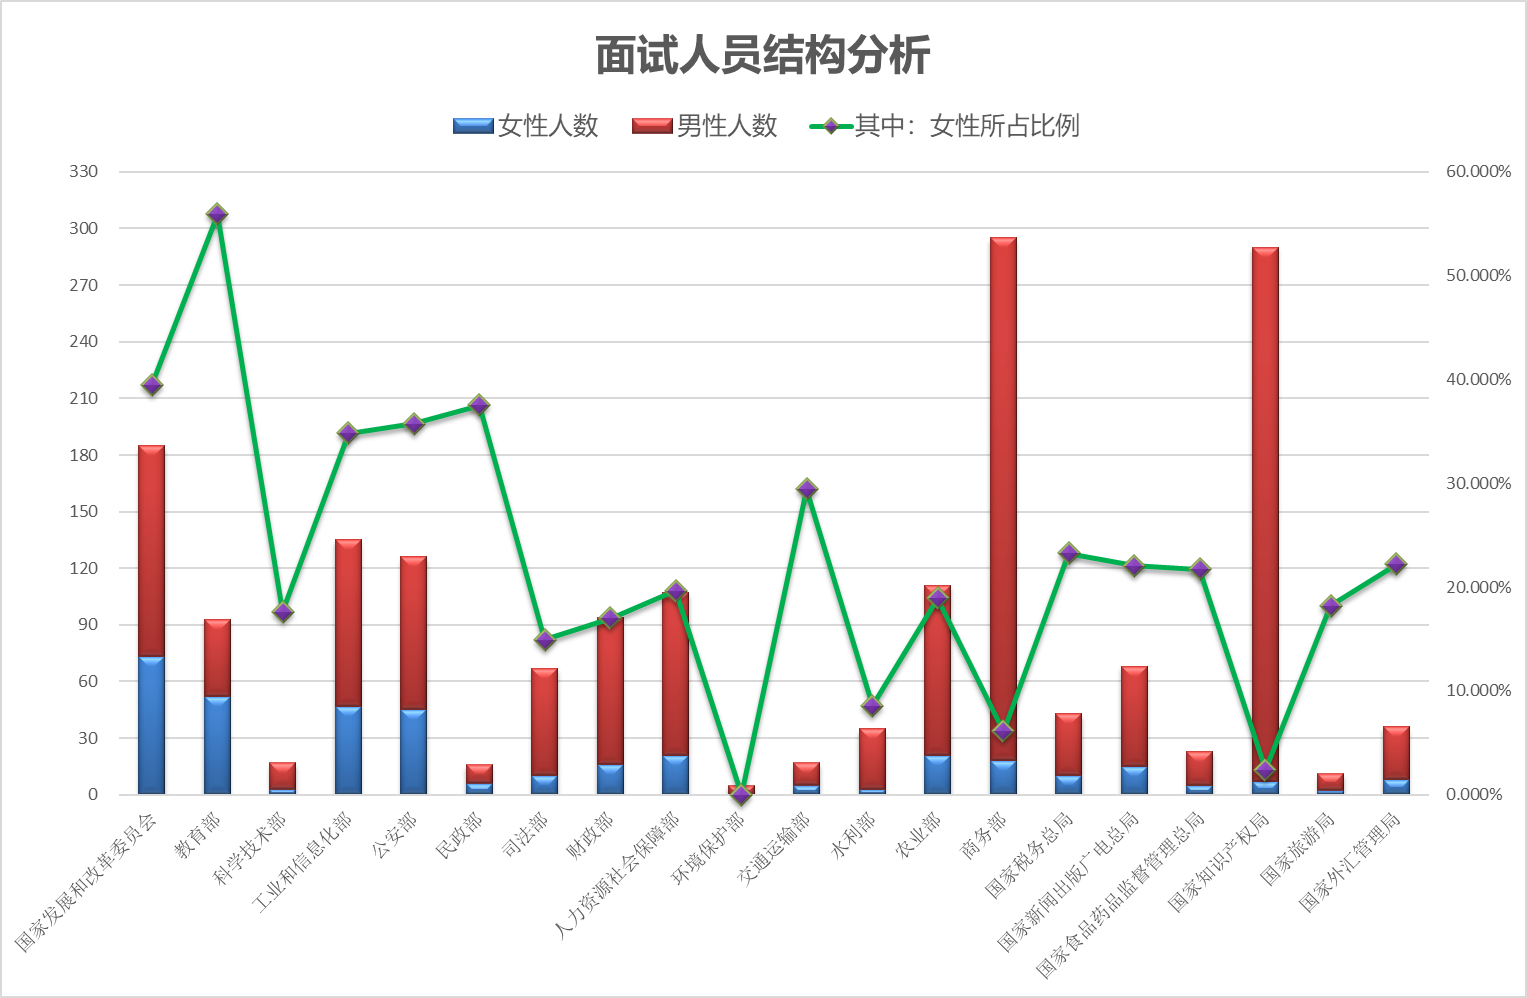 面试人员结构分析
女性人数 男性人数 其中：女性所占比例
330 60.000%
300
270 50.000%
240
210 40.000%
180
150 30.000%
120
90 20.000%
60 10.000%
30
0 0.000%
国家发展和改革委员会
教育部
科学技术部
工业和信息化部
公安部
民政部
司法部
财政部
人力资源社会保障部
环境保护部
交通运输部
水利部
农业部
商务部
国家税务总局
国家新闻出版广电总局
国家食品药品监督管理总局
国家知识产权局
国家旅游局
国家外汇管理局